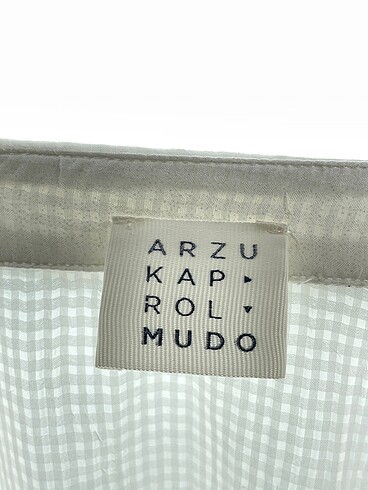 ARZU
KAP ▸
ROL ▾
MUDO